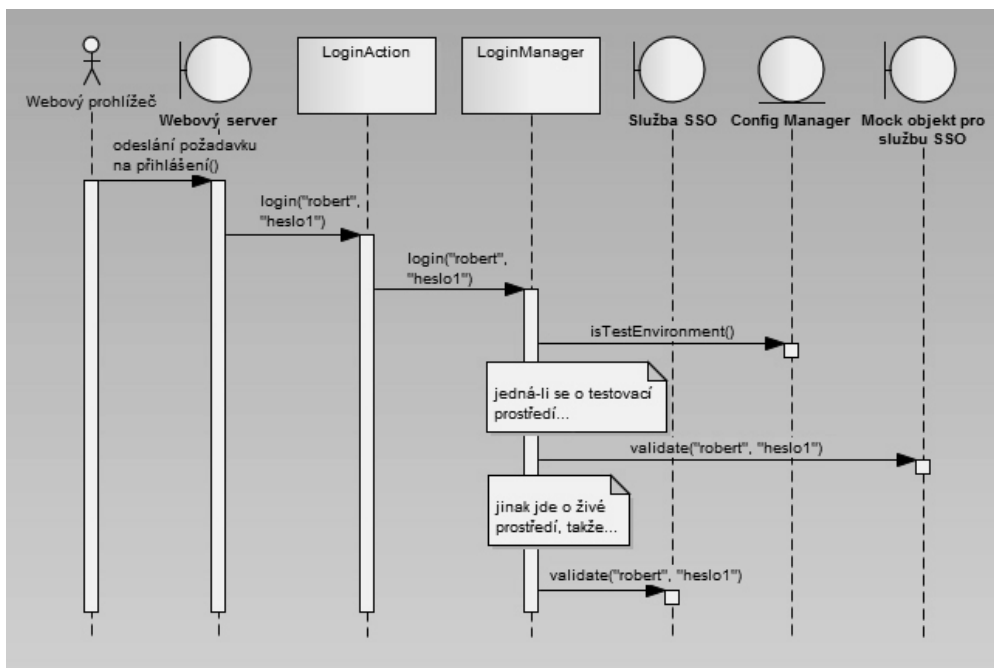 LoginAction
LoginManager
Webový prohlížeč
Webový server
Služba SSO
Config Manager
Mock objekt pro
službu SSO
odeslání požadavku
na přihlášení()
login("robert",
"heslo1")
login("robert",
"heslo1")
isTestEnvironment()
jedná-li se o testovací
prostředí...
validate("robert", "heslo1")
jinak jde o živé
prostředí, takže...
validate("robert", "heslo1")